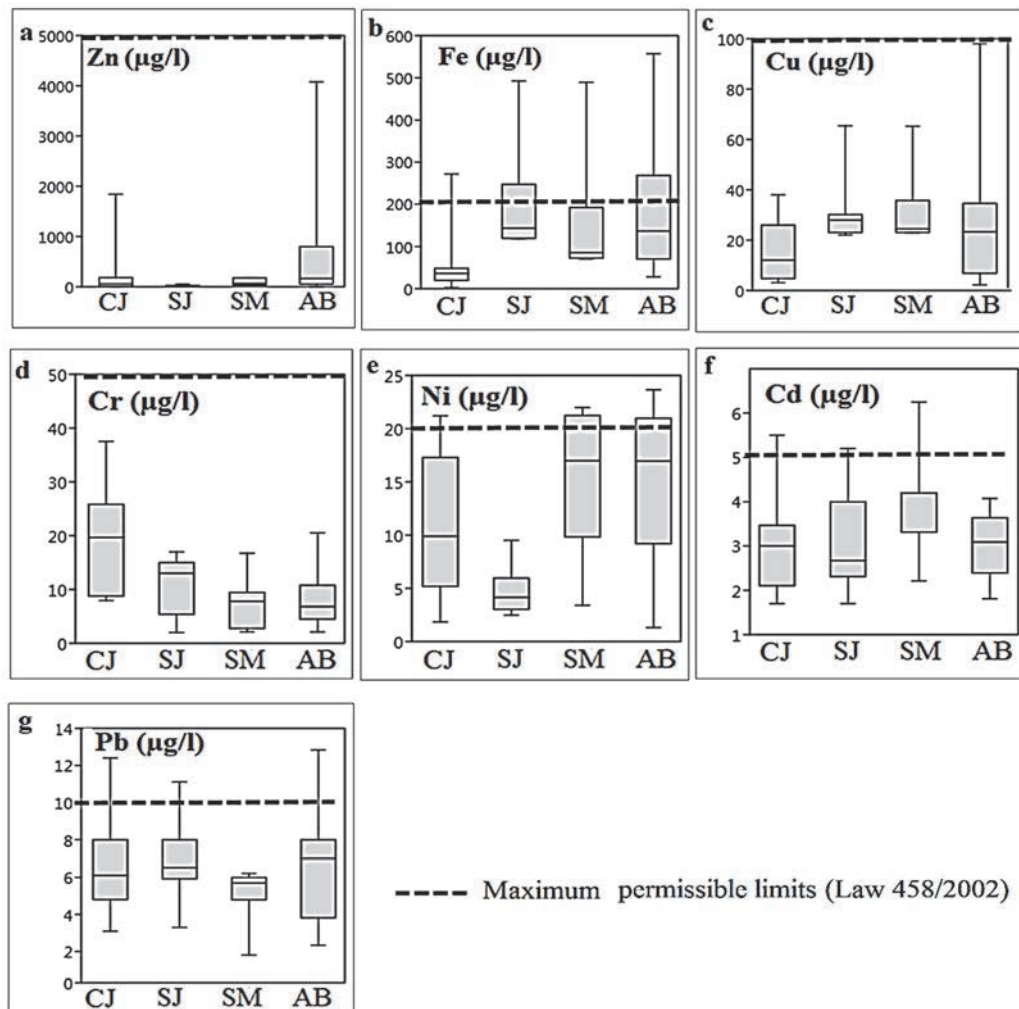 a
Zn (µg/l)
5000
4000
3000
2000
1000
0
CJ SJ SM AB
b
Fe (µg/l)
600
500
400
300
200
100
0
CJ SJ SM AB
c
Cu (µg/l)
100
80
60
40
20
0
CJ SJ SM AB
d
Cr (µg/l)
50
40
30
20
10
0
CJ SJ SM AB
e
Ni (µg/l)
25
20
15
10
5
0
CJ SJ SM AB
f
Cd (µg/l)
6
5
4
3
2
1
CJ SJ SM AB
g
Pb (µg/l)
14
12
10
8
6
4
2
0
CJ SJ SM AB
Maximum permissible limits (Law 458/2002)